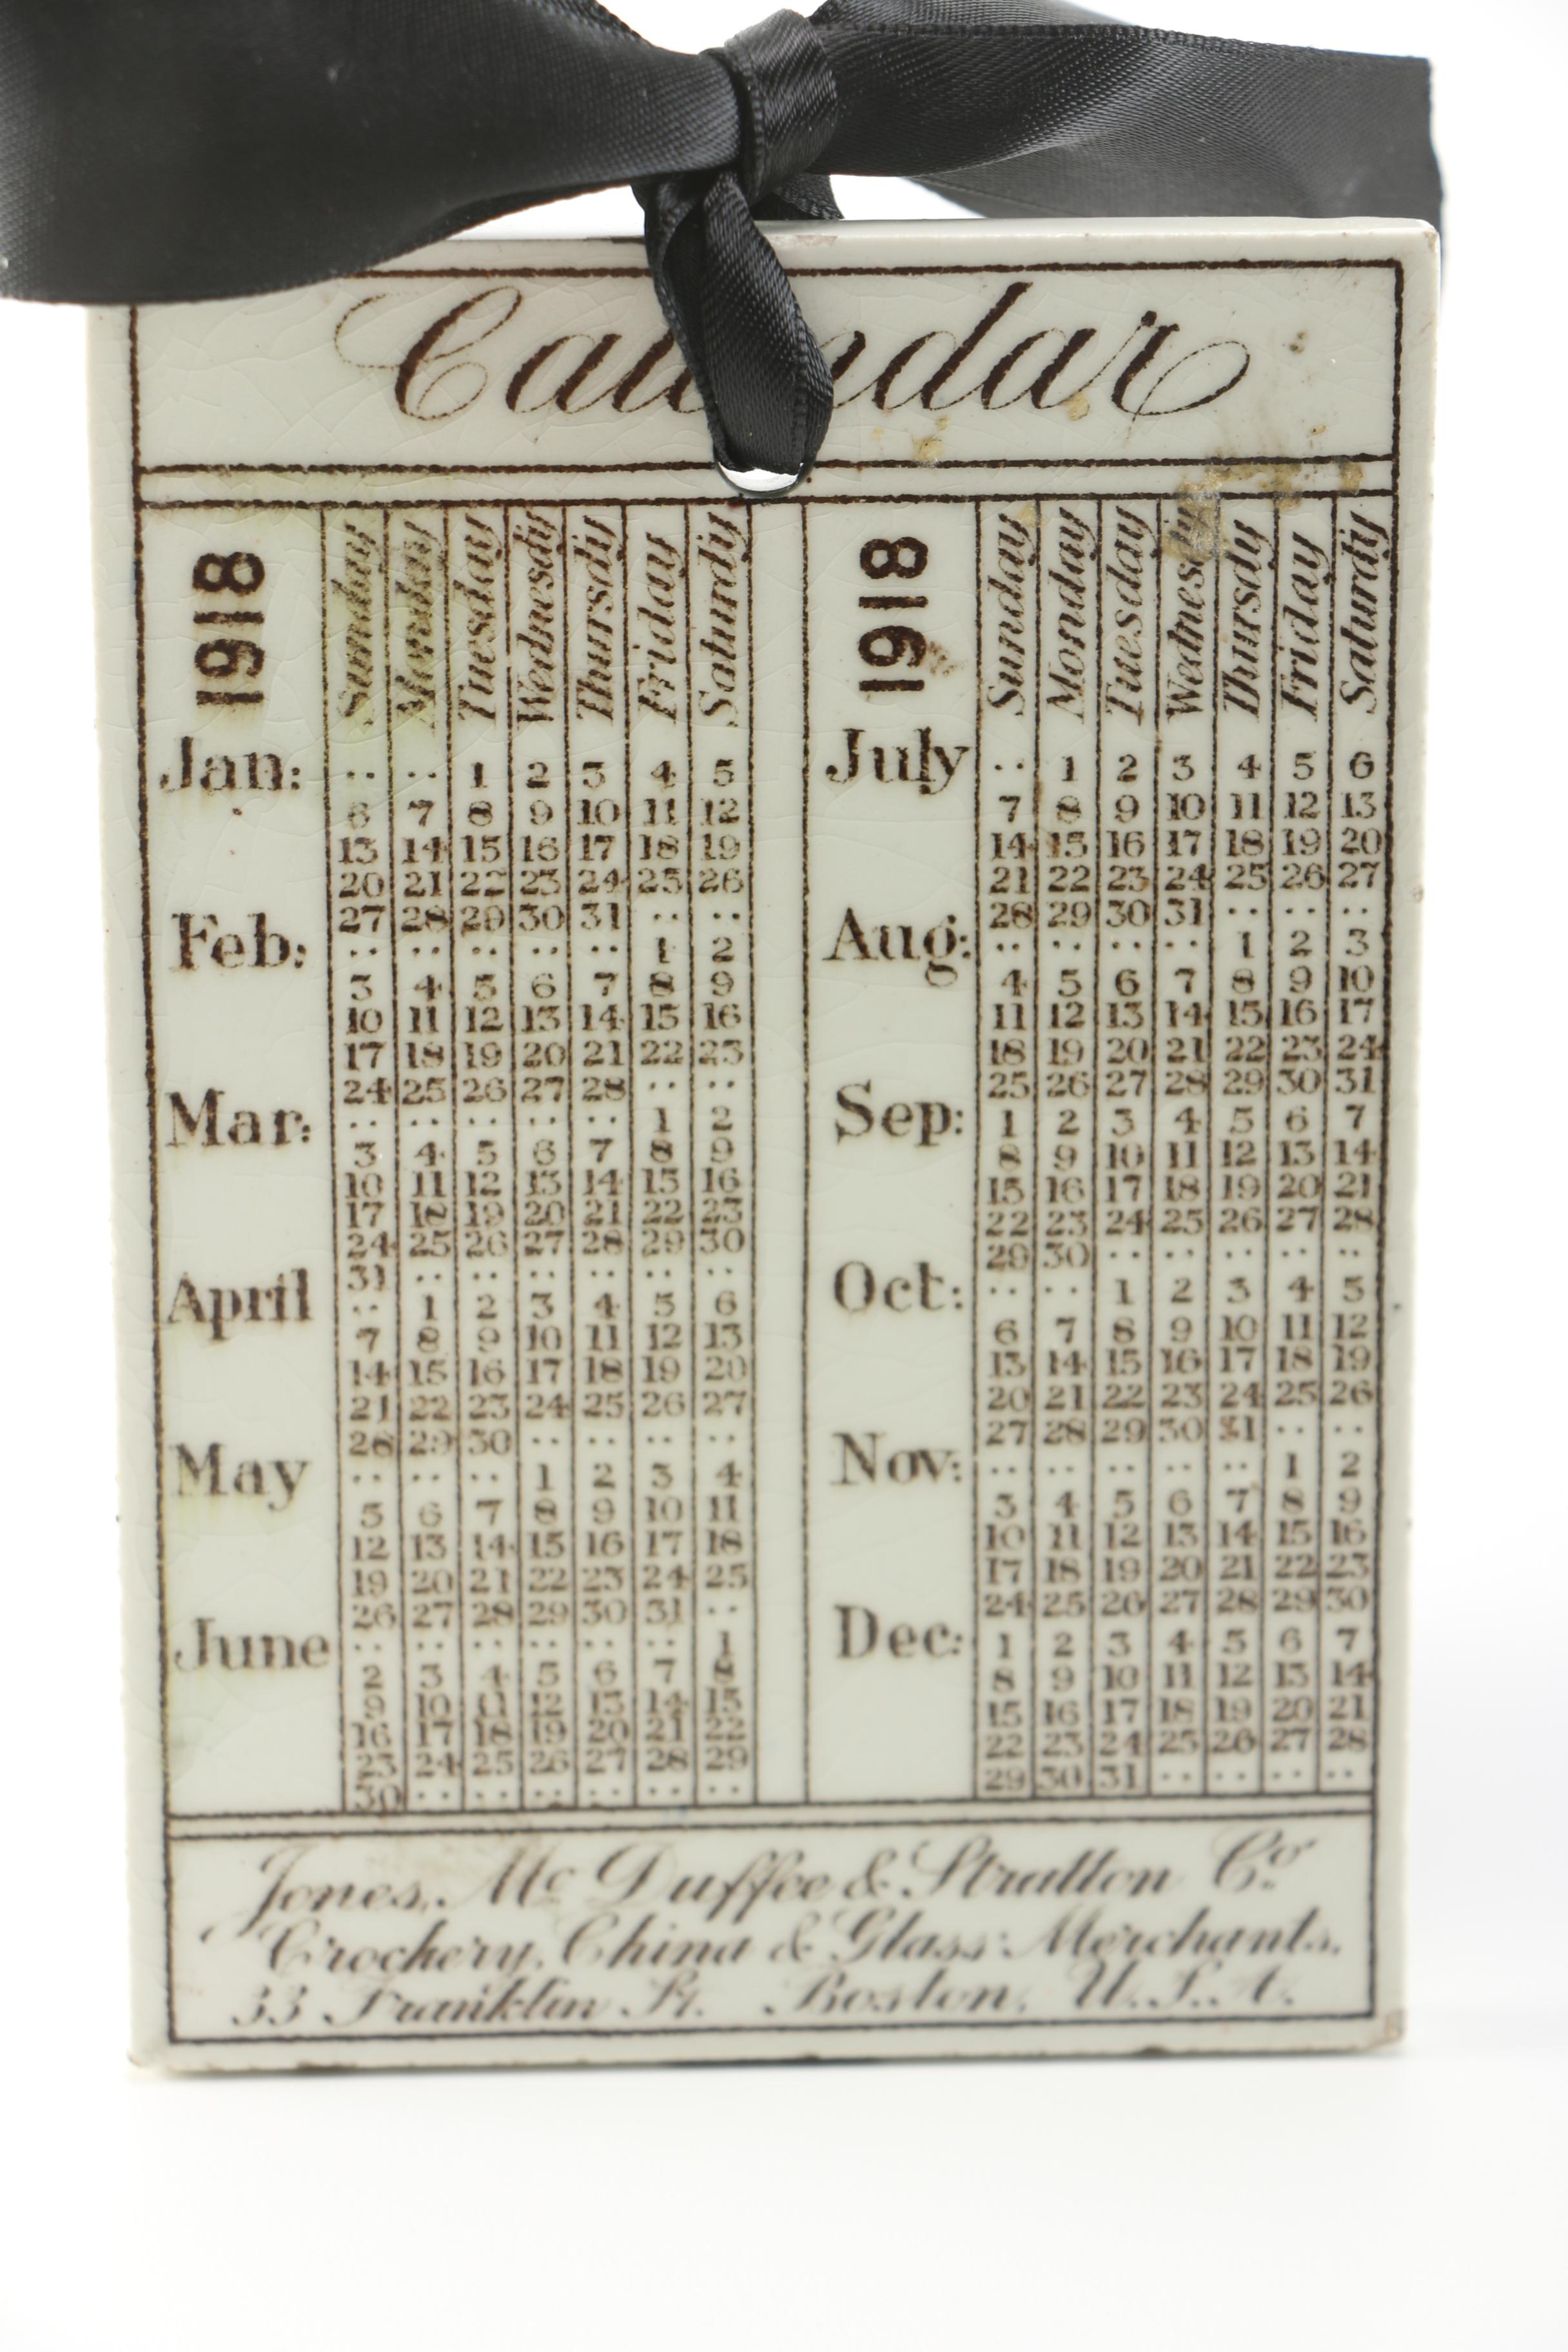 Calendar
1918 Sunday Monday Tuesday Wednesdy Thursdy Friday Saturdy
Jan: .. .. 1 2 3 4 5
6 7 8 9 10 11 12
13 14 15 16 17 18 19
20 21 22 23 24 25 26
27 28 29 30 31 .. ..
Feb: .. .. .. .. .. 1 2
3 4 5 6 7 8 9
10 11 12 13 14 15 16
17 18 19 20 21 22 23
24 25 26 27 28 .. ..
Mar: .. .. .. .. .. 1 2
3 4 5 6 7 8 9
10 11 12 13 14 15 16
17 18 19 20 21 22 23
24 25 26 27 28 29 30
31 .. .. .. .. .. ..
April .. 1 2 3 4 5 6
7 8 9 10 11 12 13
14 15 16 17 18 19 20
21 22 23 24 25 26 27
28 29 30 .. .. .. ..
May .. .. .. 1 2 3 4
5 6 7 8 9 10 11
12 13 14 15 16 17 18
19 20 21 22 23 24 25
26 27 28 29 30 31 ..
June .. .. .. .. .. .. 1
2 3 4 5 6 7 8
9 10 11 12 13 14 15
16 17 18 19 20 21 22
23 24 25 26 27 28 29
30 .. .. .. .. .. ..
1918 Sunday Monday Tuesday Wednesdy Thursdy Friday Saturdy
July .. 1 2 3 4 5 6
7 8 9 10 11 12 13
14 15 16 17 18 19 20
21 22 23 24 25 26 27
28 29 30 31 .. .. ..
Aug: .. .. .. .. 1 2 3
4 5 6 7 8 9 10
11 12 13 14 15 16 17
18 19 20 21 22 23 24
25 26 27 28 29 30 31
Sep: 1 2 3 4 5 6 7
8 9 10 11 12 13 14
15 16 17 18 19 20 21
22 23 24 25 26 27 28
29 30 .. .. .. .. ..
Oct: .. .. 1 2 3 4 5
6 7 8 9 10 11 12
13 14 15 16 17 18 19
20 21 22 23 24 25 26
27 28 29 30 31 .. ..
Nov: .. .. .. .. .. 1 2
3 4 5 6 7 8 9
10 11 12 13 14 15 16
17 18 19 20 21 22 23
24 25 26 27 28 29 30
Dec: 1 2 3 4 5 6 7
8 9 10 11 12 13 14
15 16 17 18 19 20 21
22 23 24 25 26 27 28
29 30 31 .. .. .. ..
Jones, Mc Duffee & Stratton Co.
Crockery, China & Glass Merchants.
33 Franklin St. Boston, U.S.A.